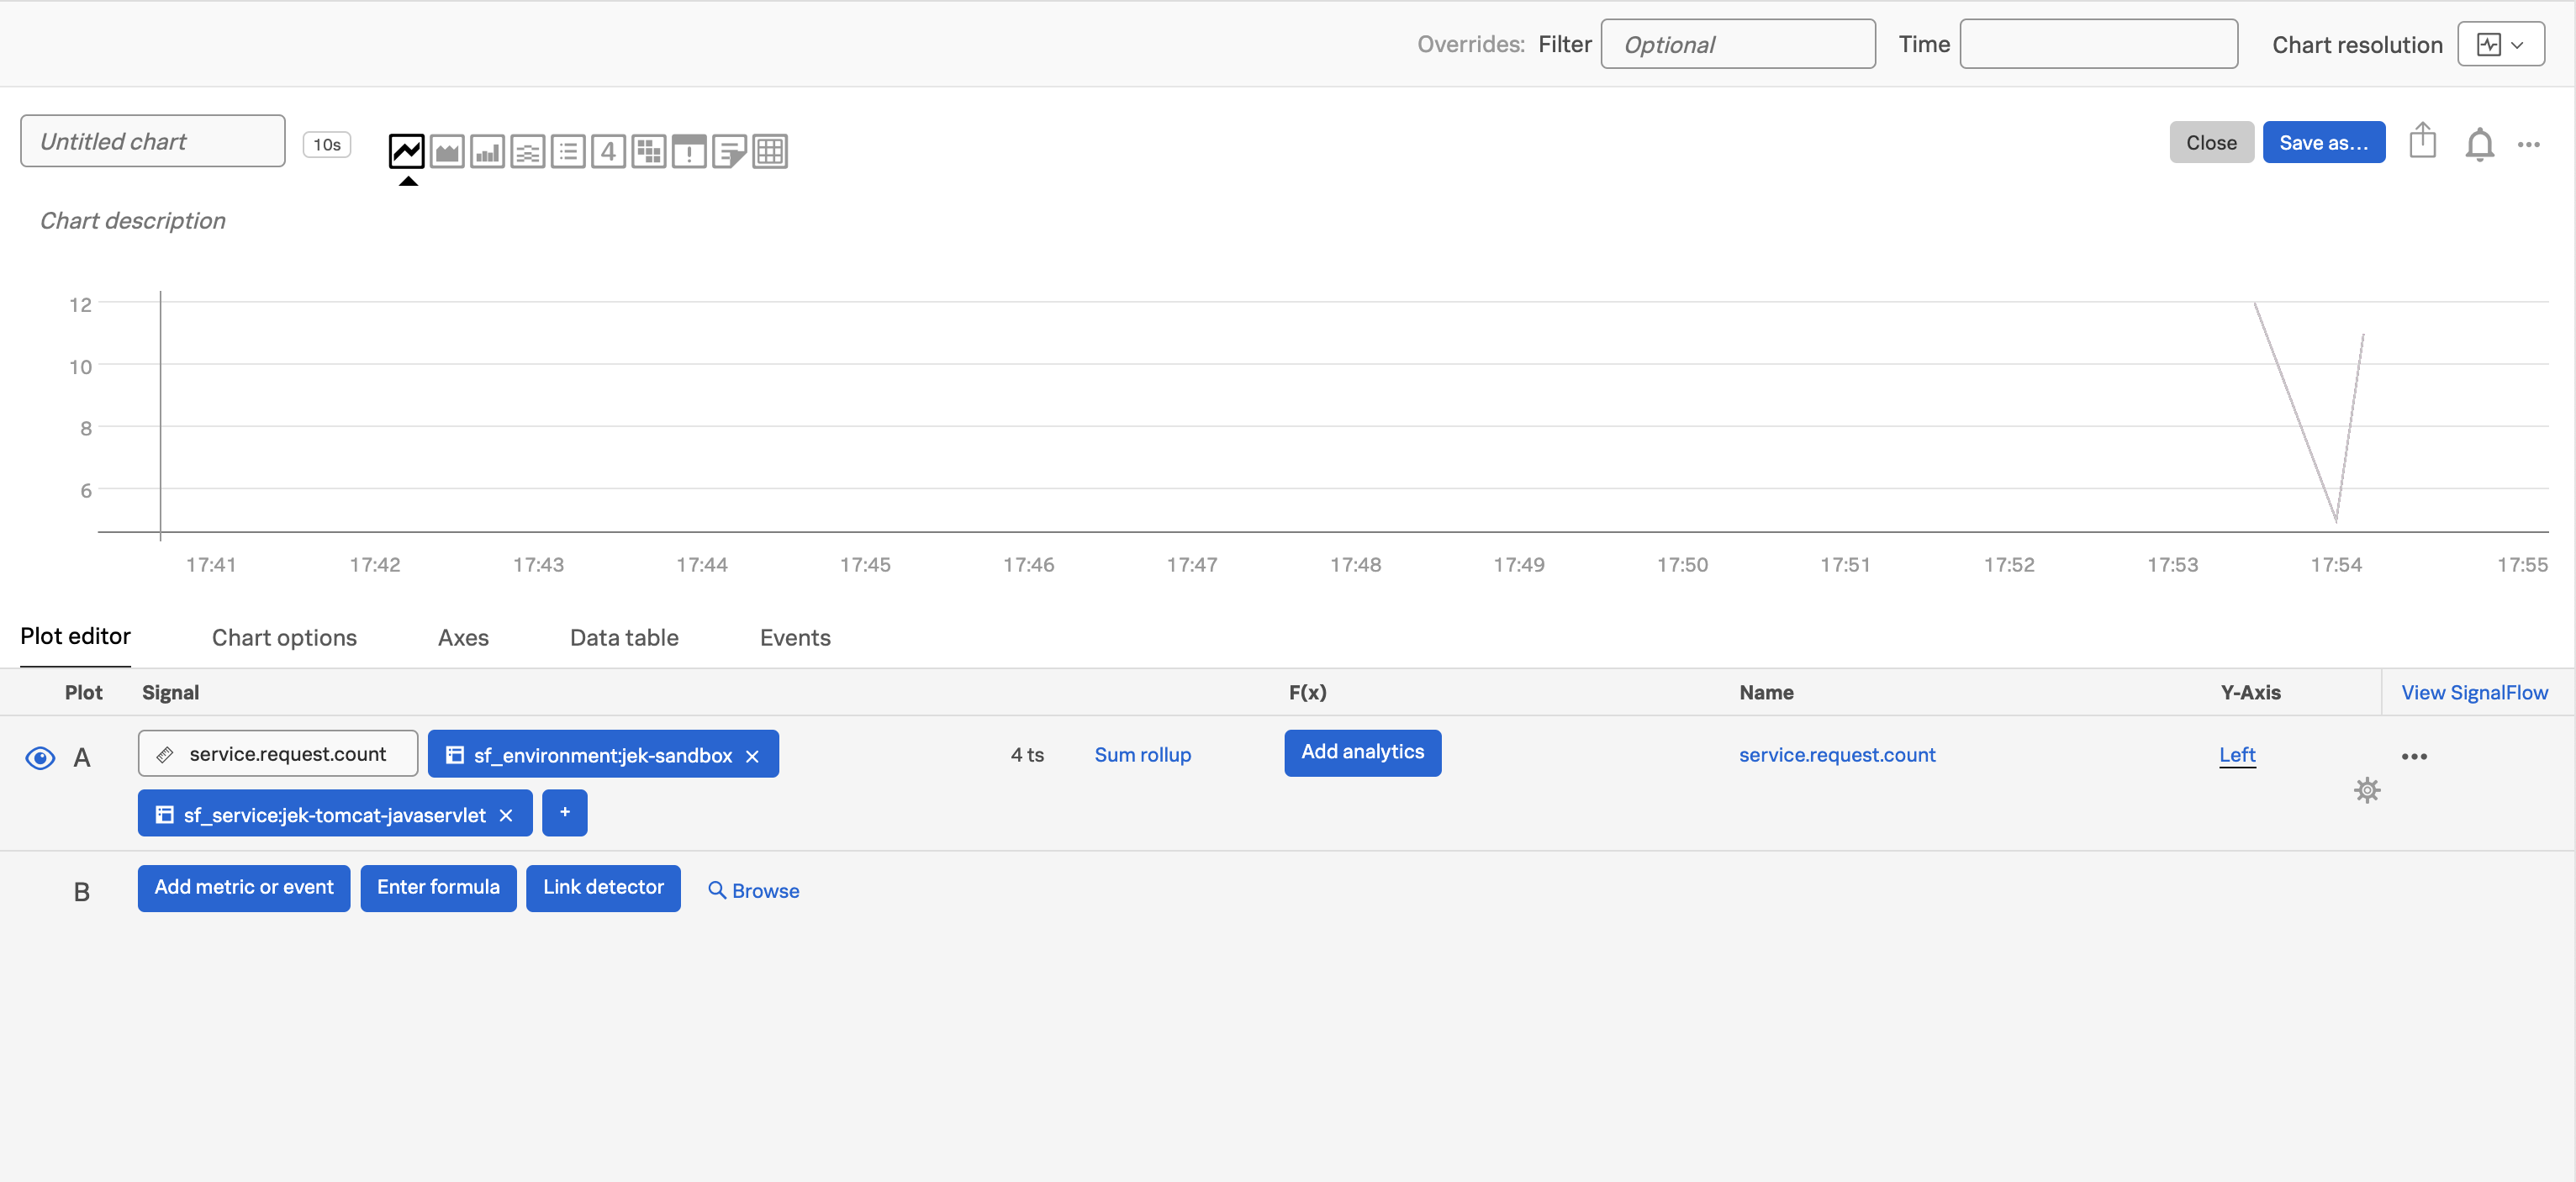 Overrides: Filter Optional Time Chart resolution
Untitled chart 10s 4 Close Save as...
Chart description
12
10
8
6
17:41 17:42 17:43 17:44 17:45 17:46 17:47 17:48 17:49 17:50 17:51 17:52 17:53 17:54 17:55
Plot editor Chart options Axes Data table Events
Plot Signal F(x) Name Y-Axis View SignalFlow
A service.request.count sf_environment:jek-sandbox × 4 ts Sum rollup Add analytics service.request.count Left
sf_service:jek-tomcat-javaservlet × +
B Add metric or event Enter formula Link detector Browse